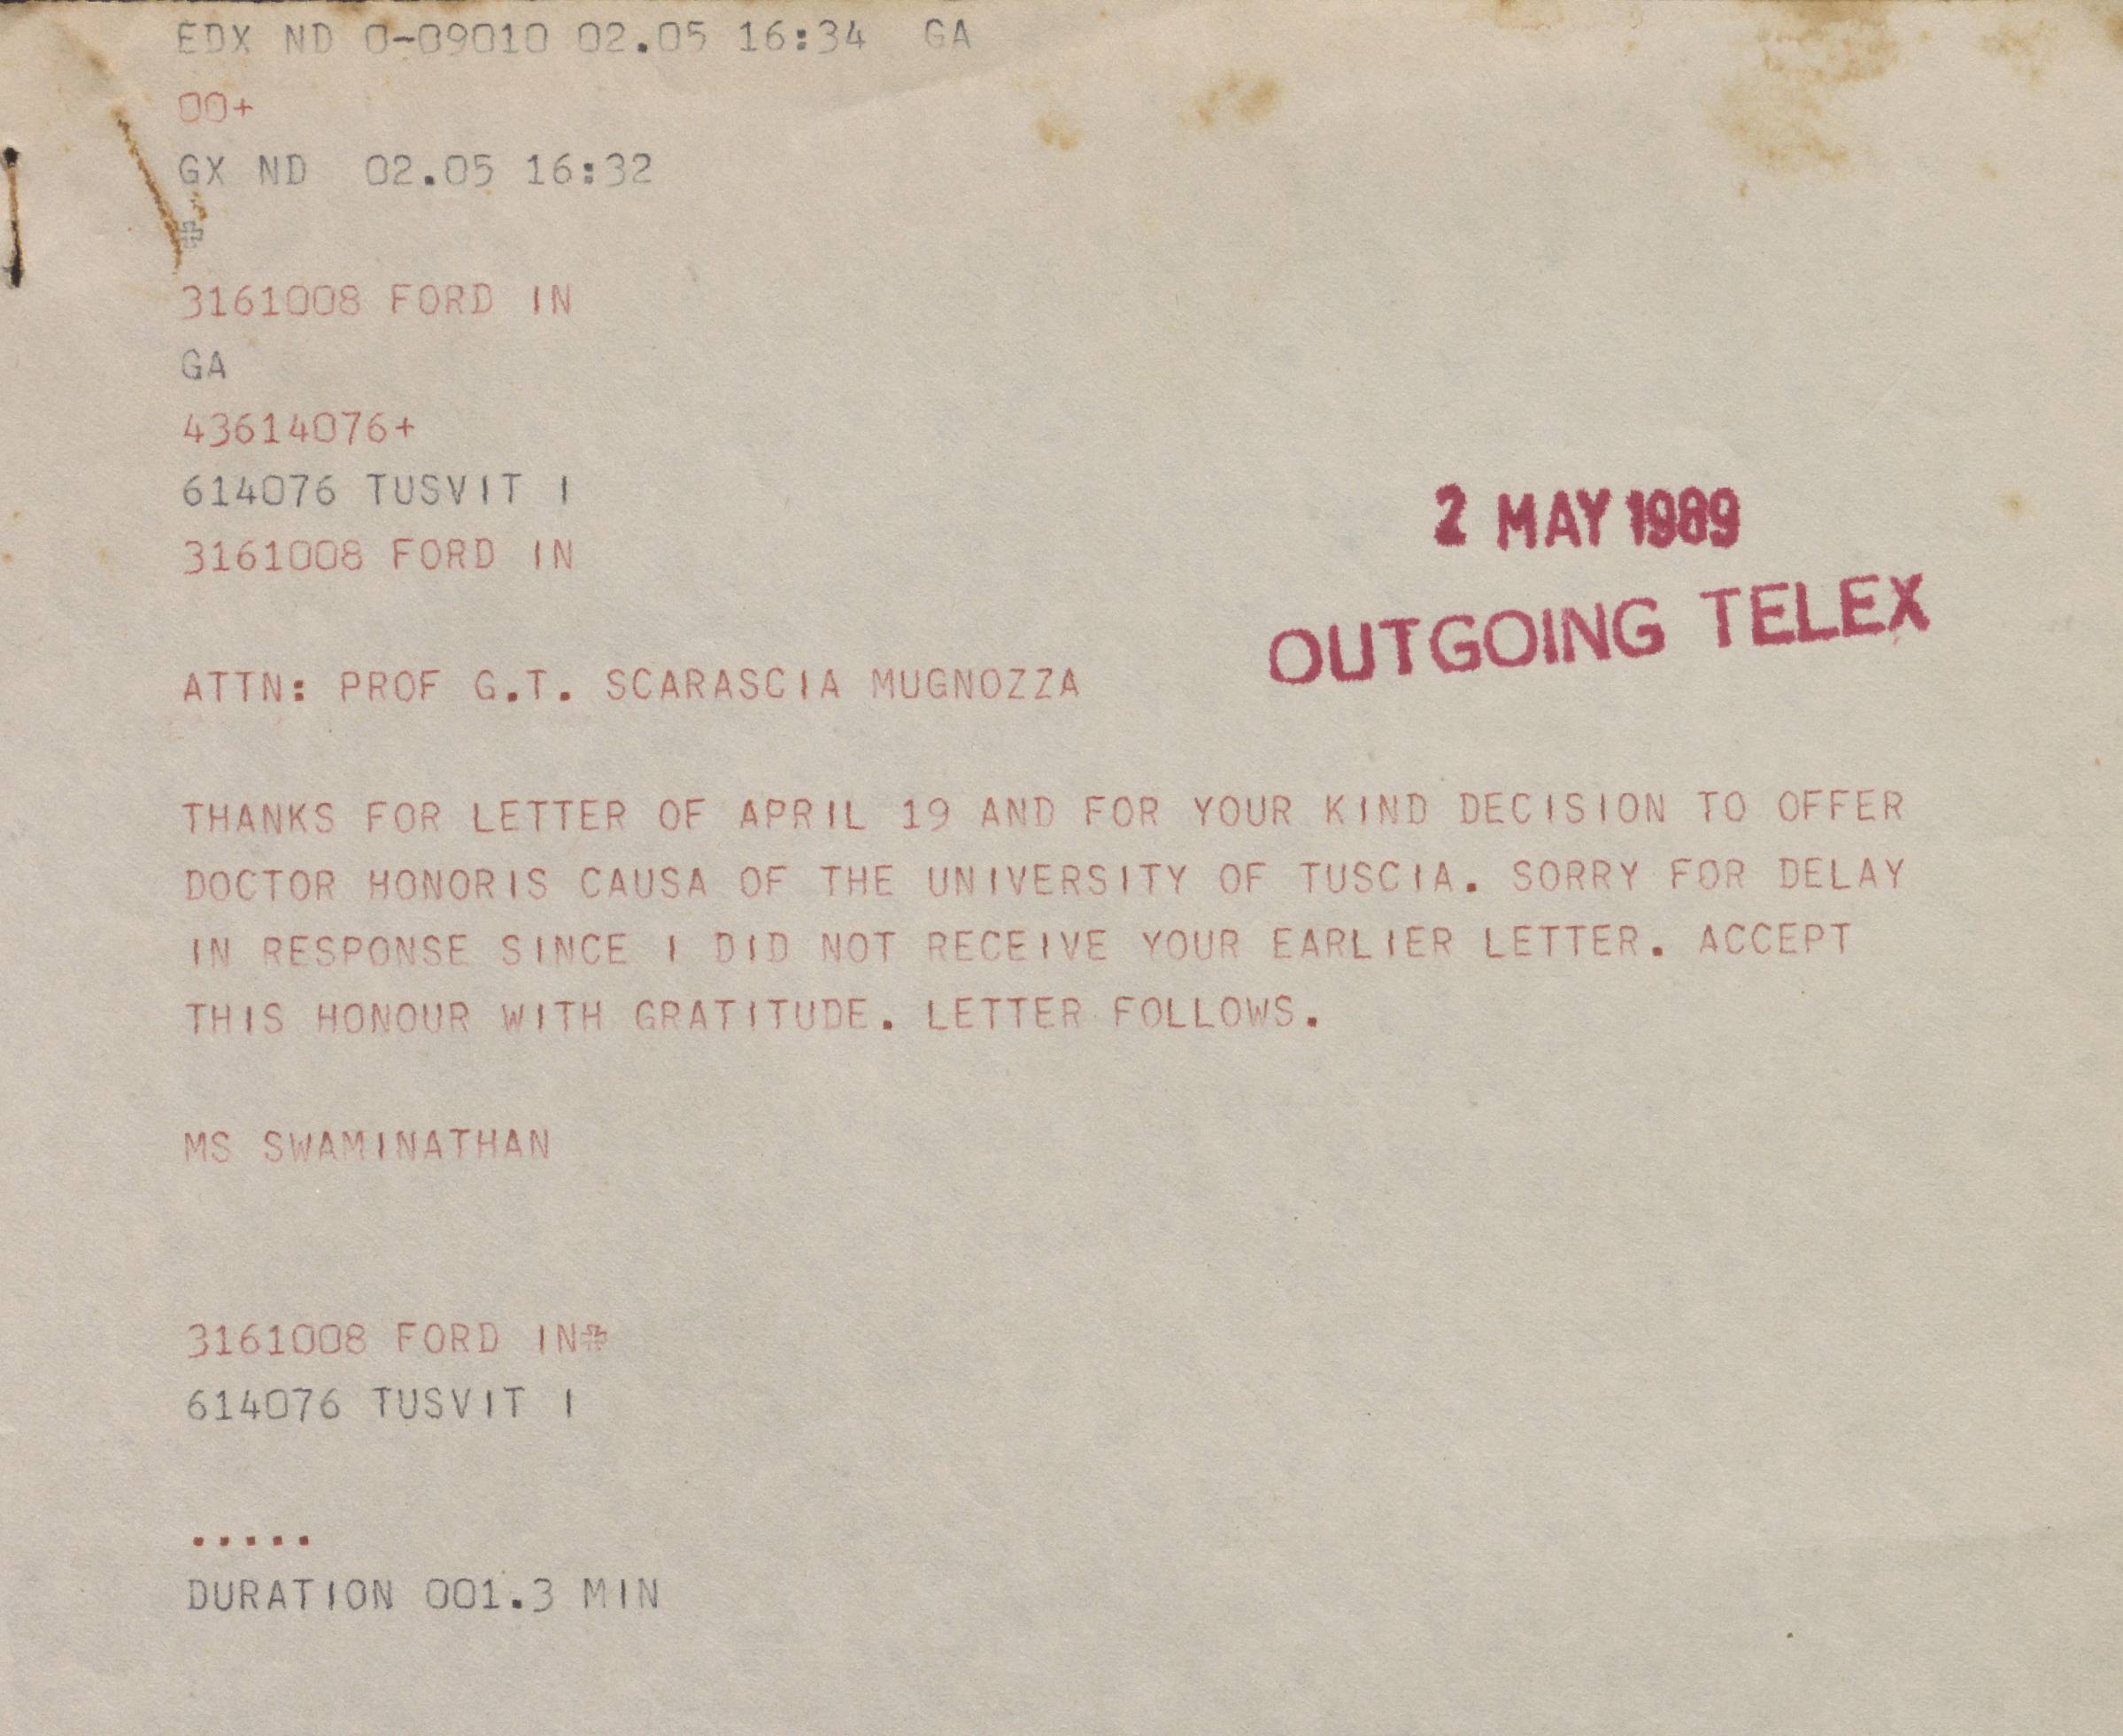 EDX ND 0-09010 02.05 16:34 GA
00+
GX ND 02.05 16:32
3161008 FORD IN
GA
43614076+
614076 TUSVIT I
3161008 FORD IN
2 MAY 1989
OUTGOING TELEX
ATTN: PROF G.T. SCARASCIA MUGNOZZA
THANKS FOR LETTER OF APRIL 19 AND FOR YOUR KIND DECISION TO OFFER
DOCTOR HONORIS CAUSA OF THE UNIVERSITY OF TUSCIA. SORRY FOR DELAY
IN RESPONSE SINCE I DID NOT RECEIVE YOUR EARLIER LETTER. ACCEPT
THIS HONOUR WITH GRATITUDE. LETTER FOLLOWS.
MS SWAMINATHAN
3161008 FORD IN
614076 TUSVIT I
.....
DURATION 001.3 MIN